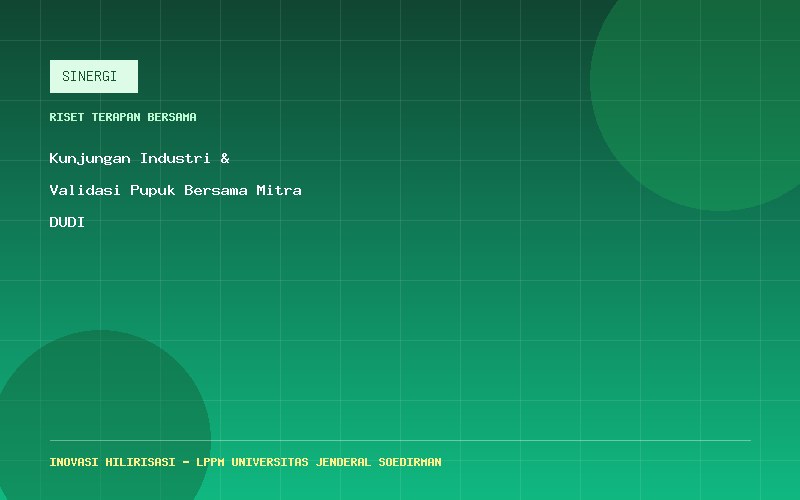 SINERGI
RISET TERAPAN BERSAMA
Kunjungan Industri &
Validasi Pupuk Bersama Mitra
DUDI
INOVASI HILIRISASI - LPPM UNIVERSITAS JENDERAL SOEDIRMAN